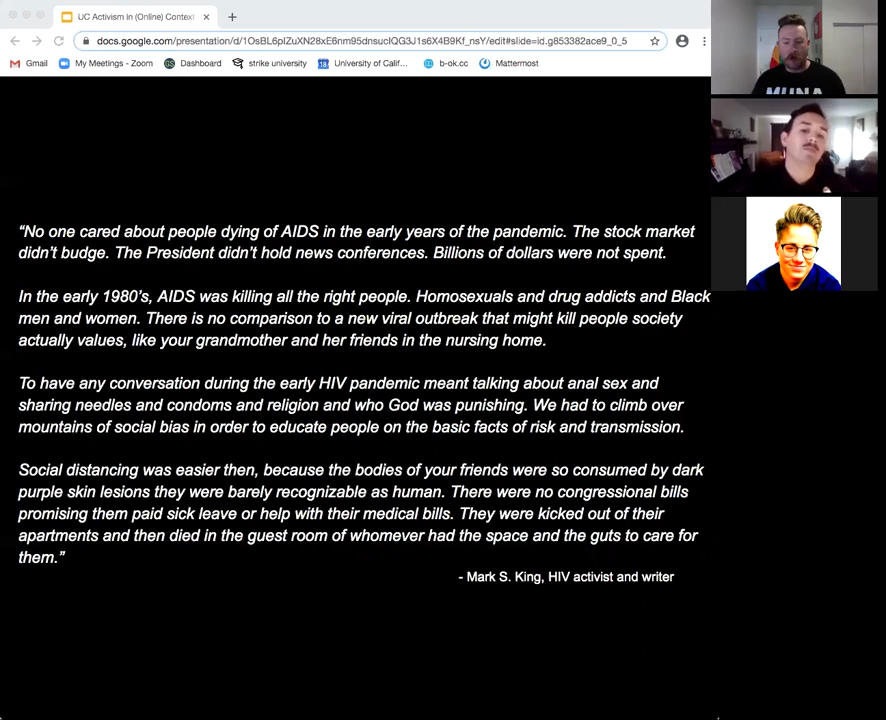 UC Activism in (Online) Context
docs.google.com/presentation/d/1OsBL6pIZuXN28xE6nm95dnsucIQG3J1s6X4B9Kf_nsY/edit#slide=id.g853382ace9_0_5
Gmail My Meetings - Zoom Dashboard strike university University of Calif... b-ok.cc Mattermost
MUNA
“No one cared about people dying of AIDS in the early years of the pandemic. The stock market
didn’t budge. The President didn’t hold news conferences. Billions of dollars were not spent.
In the early 1980’s, AIDS was killing all the right people. Homosexuals and drug addicts and Black
men and women. There is no comparison to a new viral outbreak that might kill people society
actually values, like your grandmother and her friends in the nursing home.
To have any conversation during the early HIV pandemic meant talking about anal sex and
sharing needles and condoms and religion and who God was punishing. We had to climb over
mountains of social bias in order to educate people on the basic facts of risk and transmission.
Social distancing was easier then, because the bodies of your friends were so consumed by dark
purple skin lesions they were barely recognizable as human. There were no congressional bills
promising them paid sick leave or help with their medical bills. They were kicked out of their
apartments and then died in the guest room of whomever had the space and the guts to care for
them.”
- Mark S. King, HIV activist and writer